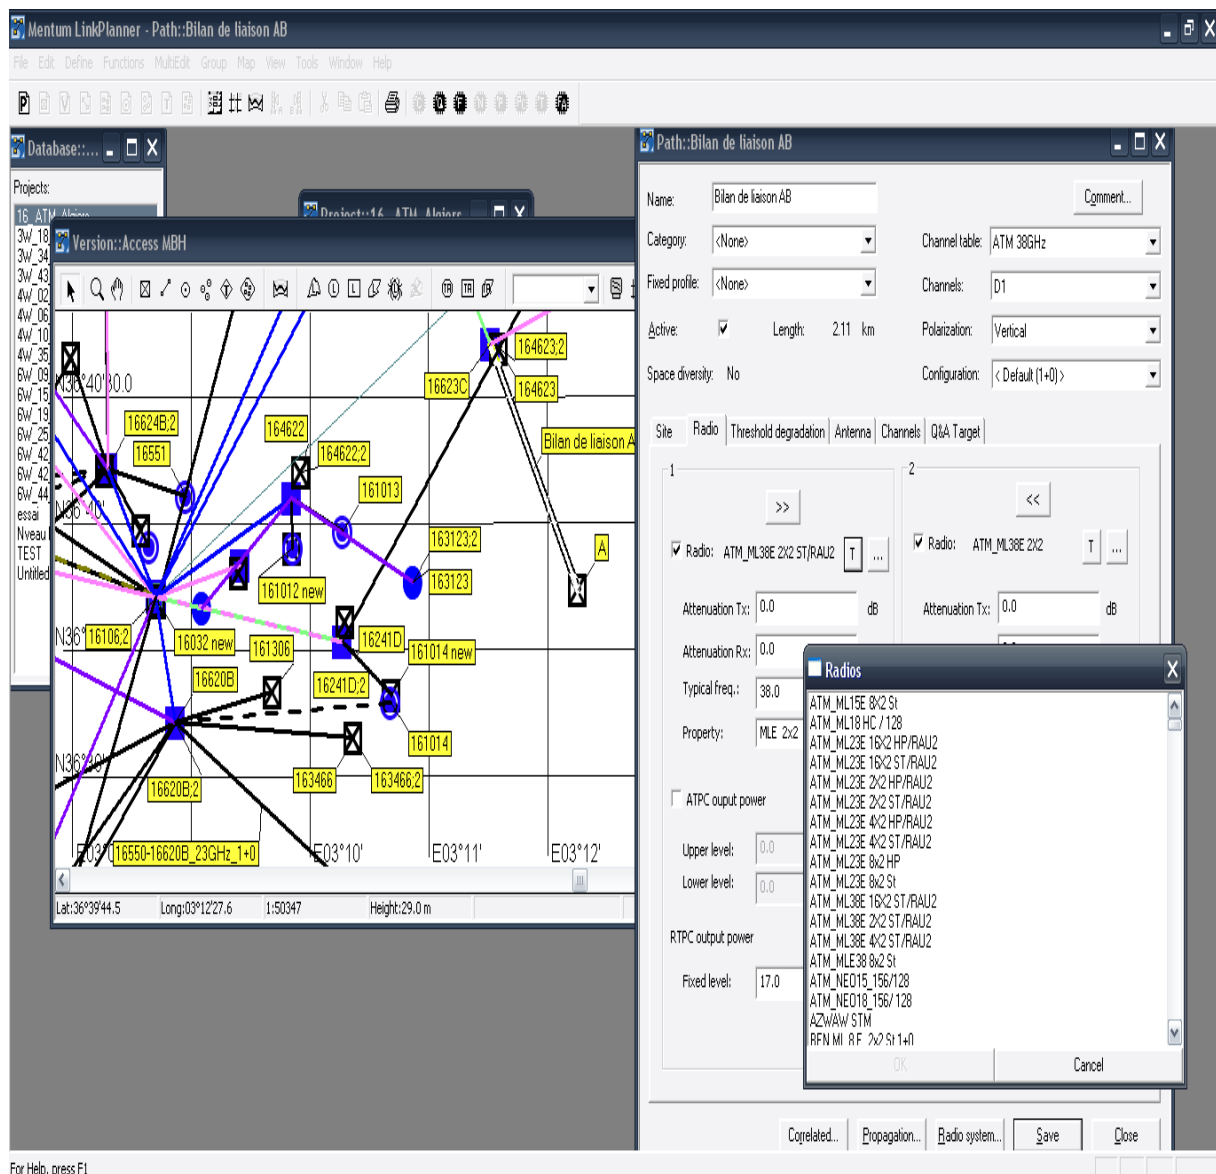 Mentum LinkPlanner - Path::Bilan de liaison AB
File Edit Define Functions MultiEdit Group Map View Tools Window Help
Database::...
Projects:
16_ATM_Algiers
3W_18
3W_34
3W_43
4W_02
4W_06
4W_10
4W_35
6W_09
6W_15
6W_19
6W_25
6W_42
6W_42
6W_44
essai
Nveau
TEST
Untitled
Project::16_ATM_Algiers
Version::Access MBH
N36°40'30.0
N36°40'
N36°
N36°39'
16624B;2
16551
164622
164622;2
161013
163123;2
163123
161012 new
16106;2
16032 new
161306
16620B
16241D
161014 new
16241D;2
161014
163466
163466;2
16620B;2
16550-16620B_23GHz_1+0
164623;2
16623C
164623
Bilan de liaison A
A
E03°
E03°10'
E03°11'
E03°12'
Lat:36°39'44.5 Long:03°12'27.6 1:50347 Height:29.0 m
Path::Bilan de liaison AB
Name: Bilan de liaison AB Comment...
Category: <None> Channel table: ATM 38GHz
Fixed profile: <None> Channels: D1
Active: Length: 2.11 km Polarization: Vertical
Space diversity: No Configuration: < Default (1+0) >
Site Radio Threshold degradation Antenna Channels Q&A Target
1
>>
Radio: ATM_ML38E 2X2 ST/RAU2 T ...
Attenuation Tx: 0.0 dB
Attenuation Rx: 0.0
Typical freq.: 38.0
Property: MLE 2x2
ATPC ouput power
Upper level: 0.0
Lower level: 0.0
RTPC output power
Fixed level: 17.0
2
<<
Radio: ATM_ML38E 2X2 T ...
Attenuation Tx: 0.0 dB
Radios
ATM_ML15E 8X2 St
ATM_ML18 HC / 128
ATM_ML23E 16X2 HP/RAU2
ATM_ML23E 16X2 ST/RAU2
ATM_ML23E 2X2 HP/RAU2
ATM_ML23E 2X2 ST/RAU2
ATM_ML23E 4X2 HP/RAU2
ATM_ML23E 4X2 ST/RAU2
ATM_ML23E 8x2 HP
ATM_ML23E 8x2 St
ATM_ML38E 16X2 ST/RAU2
ATM_ML38E 2X2 ST/RAU2
ATM_ML38E 4X2 ST/RAU2
ATM_MLE38 8x2 St
ATM_NEO15_156/128
ATM_NEO18_156/ 128
AZWAW STM
BEN ML 8 E 2x2 St 1+0
OK Cancel
Correlated... Propagation... Radio system... Save Close
For Help, press F1